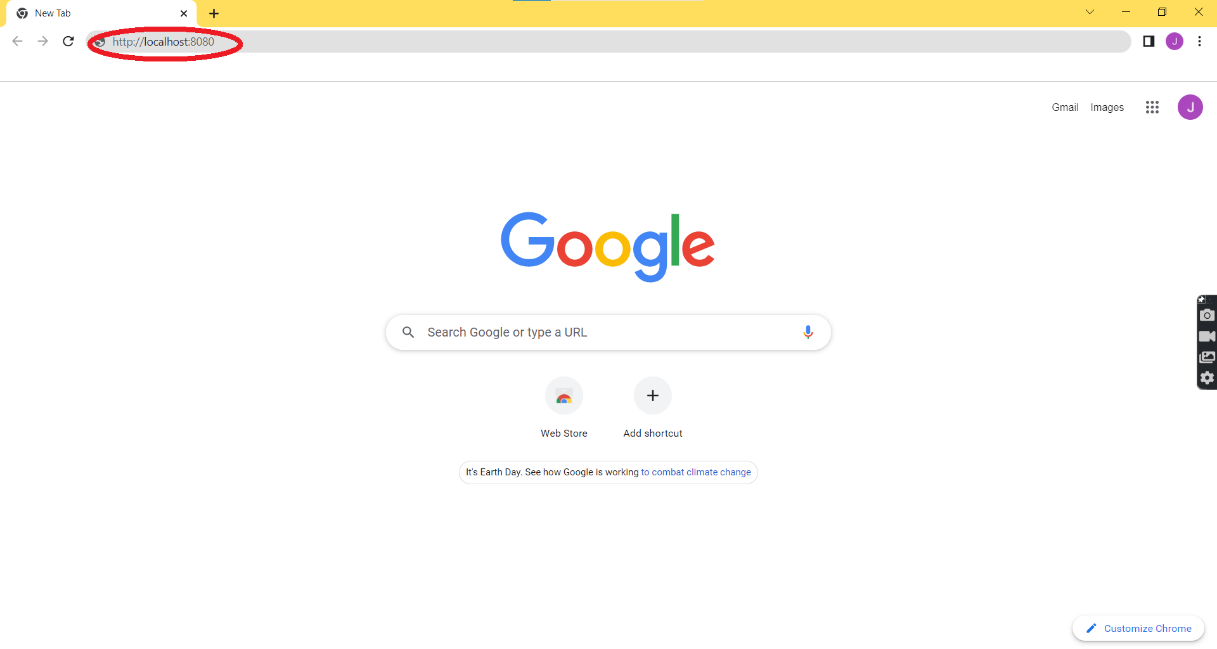 New Tab
http://localhost:8080
J
Gmail Images
J
Google
Search Google or type a URL
Web Store Add shortcut
It's Earth Day. See how Google is working to combat climate change
Customize Chrome